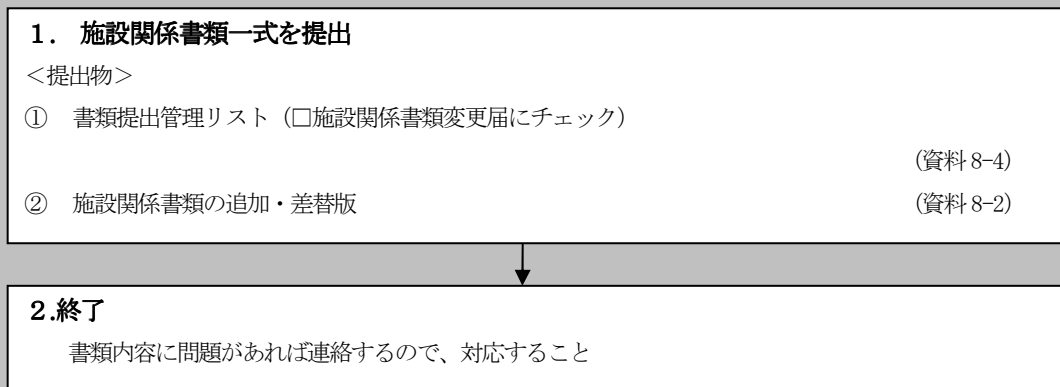 １． 施設関係書類一式を提出
＜提出物＞
① 書類提出管理リスト（□施設関係書類変更届にチェック）
（資料 8-4）
② 施設関係書類の追加・差替版 （資料 8-2）
２.終了
書類内容に問題があれば連絡するので、対応すること